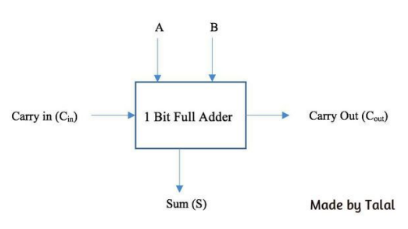 A B
Carry in (Cin) 1 Bit Full Adder Carry Out (Cout)
Sum (S)
Made by Talal